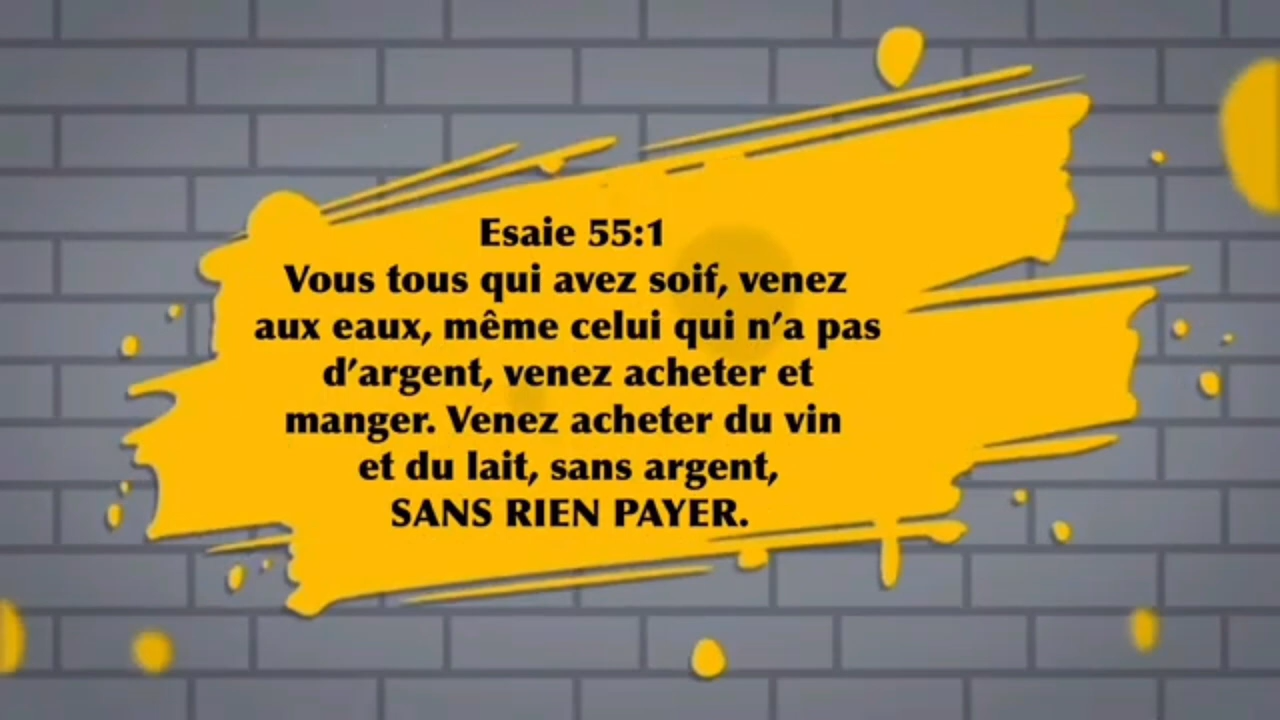 Esaie 55:1
Vous tous qui avez soif, venez
aux eaux, même celui qui n’a pas
d’argent, venez acheter et
manger. Venez acheter du vin
et du lait, sans argent,
SANS RIEN PAYER.